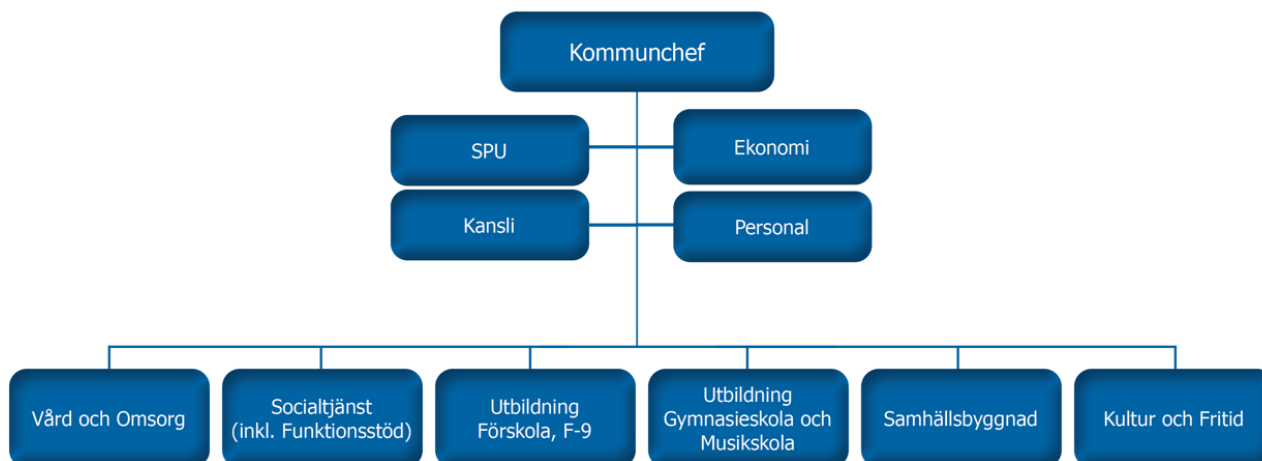 Kommunchef
SPU
Ekonomi
Kansli
Personal
Vård och Omsorg
Socialtjänst
(inkl. Funktionsstöd)
Utbildning
Förskola, F-9
Utbildning
Gymnasieskola och
Musikskola
Samhällsbyggnad
Kultur och Fritid